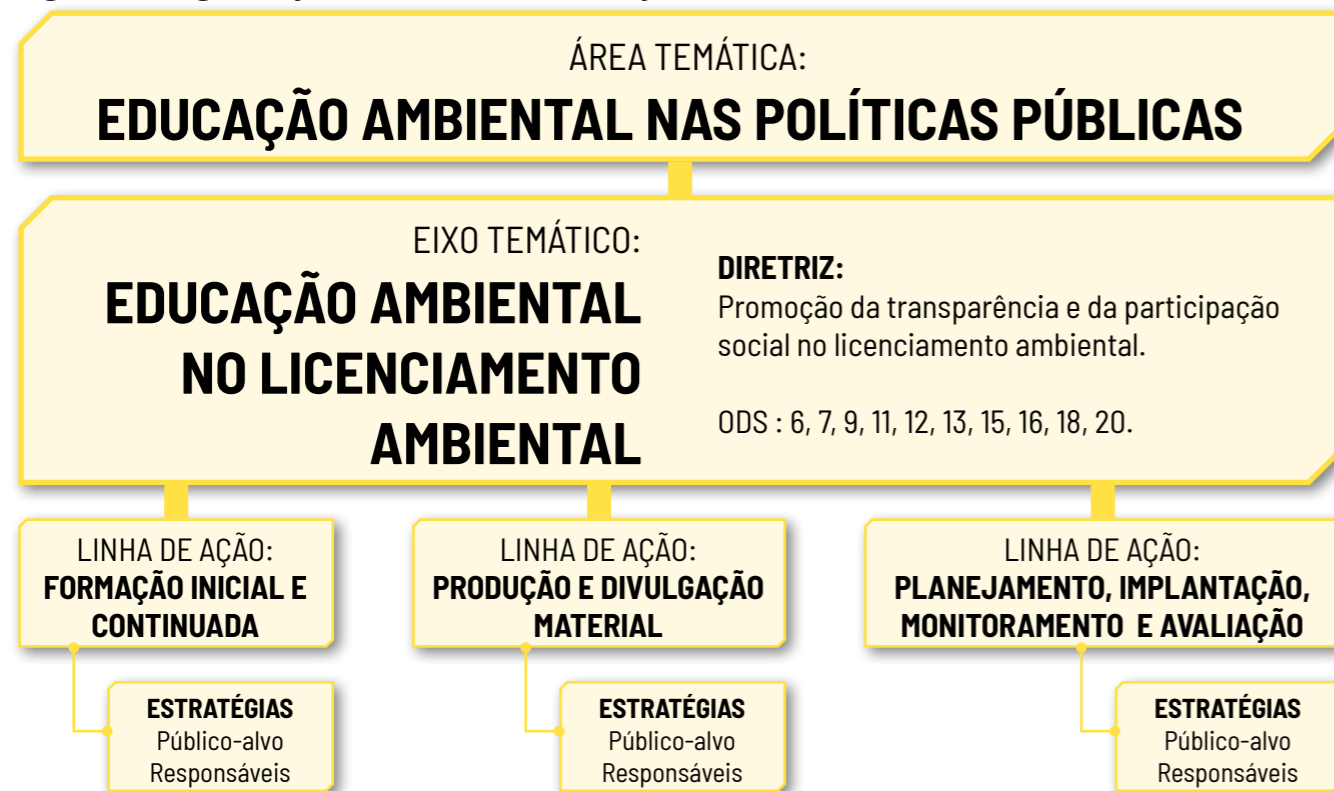 ÁREA TEMÁTICA:
EDUCAÇÃO AMBIENTAL NAS POLÍTICAS PÚBLICAS
EIXO TEMÁTICO:
EDUCAÇÃO AMBIENTAL
NO LICENCIAMENTO
AMBIENTAL
DIRETRIZ:
Promoção da transparência e da participação
social no licenciamento ambiental.
ODS : 6, 7, 9, 11, 12, 13, 15, 16, 18, 20.
LINHA DE AÇÃO:
FORMAÇÃO INICIAL E
CONTINUADA
ESTRATÉGIAS
Público-alvo
Responsáveis
LINHA DE AÇÃO:
PRODUÇÃO E DIVULGAÇÃO
MATERIAL
ESTRATÉGIAS
Público-alvo
Responsáveis
LINHA DE AÇÃO:
PLANEJAMENTO, IMPLANTAÇÃO,
MONITORAMENTO E AVALIAÇÃO
ESTRATÉGIAS
Público-alvo
Responsáveis